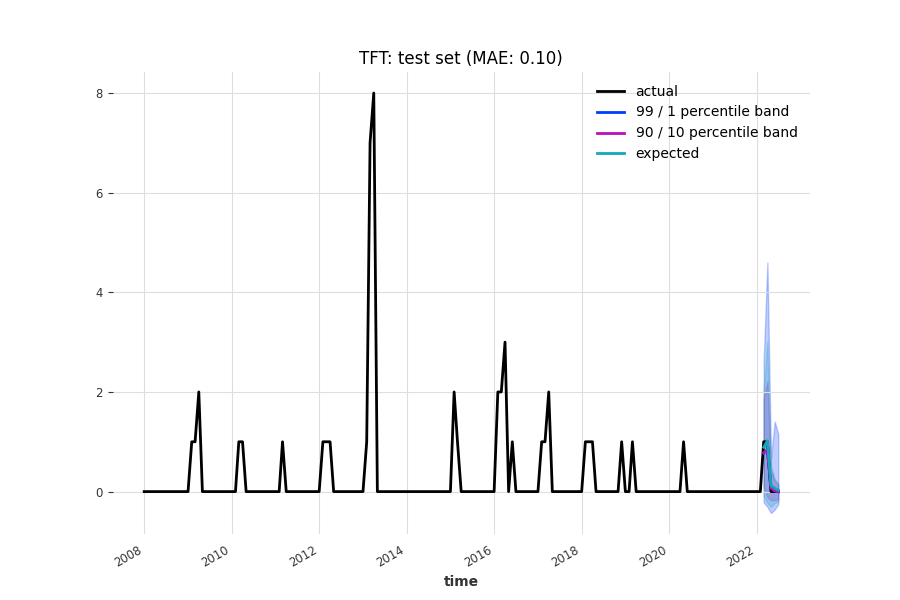 TFT: test set (MAE: 0.10)
actual
99 / 1 percentile band
90 / 10 percentile band
expected
8
6
4
2
0
2008
2010
2012
2014
2016
2018
2020
2022
time